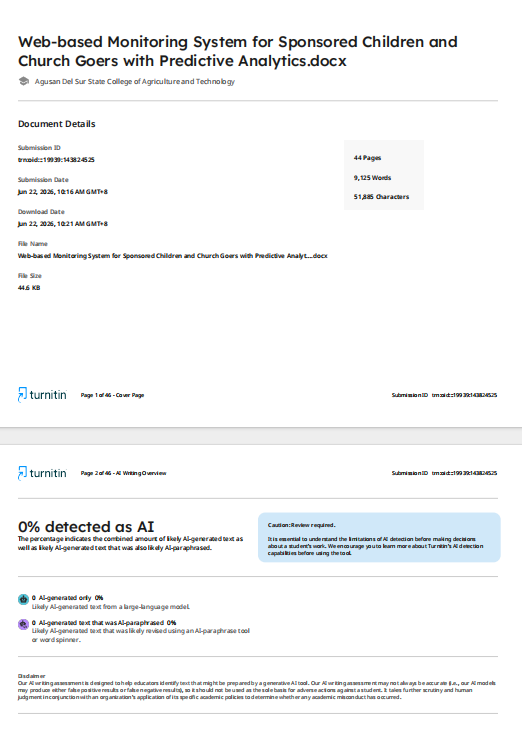 Web-based Monitoring System for Sponsored Children and
Church Goers with Predictive Analytics.docx
Agusan Del Sur State College of Agriculture and Technology
Document Details
Submission ID
trn:oid:::19939:143824525
Submission Date
Jun 22, 2026, 10:16 AM GMT+8
Download Date
Jun 22, 2026, 10:21 AM GMT+8
File Name
Web-based Monitoring System for Sponsored Children and Church Goers with Predictive Analyt....docx
File Size
44.6 KB
44 Pages
9,125 Words
51,885 Characters
turnitin Page 1 of 46 - Cover Page Submission ID trn:oid:::19939:143824525
turnitin Page 2 of 46 - AI Writing Overview Submission ID trn:oid:::19939:143824525
0% detected as AI
The percentage indicates the combined amount of likely AI-generated text as
well as likely AI-generated text that was also likely AI-paraphrased.
Caution: Review required.
It is essential to understand the limitations of AI detection before making decisions
about a student's work. We encourage you to learn more about Turnitin's AI detection
capabilities before using the tool.
0 AI-generated only 0%
Likely AI-generated text from a large-language model.
0 AI-generated text that was AI-paraphrased 0%
Likely AI-generated text that was likely revised using an AI-paraphrase tool
or word spinner.
Disclaimer
Our AI writing assessment is designed to help educators identify text that might be prepared by a generative AI tool. Our AI writing assessment may not always be accurate (i.e., our AI models
may produce either false positive results or false negative results), so it should not be used as the sole basis for adverse actions against a student. It takes further scrutiny and human
judgment in conjunction with an organization's application of its specific academic policies to determine whether any academic misconduct has occurred.